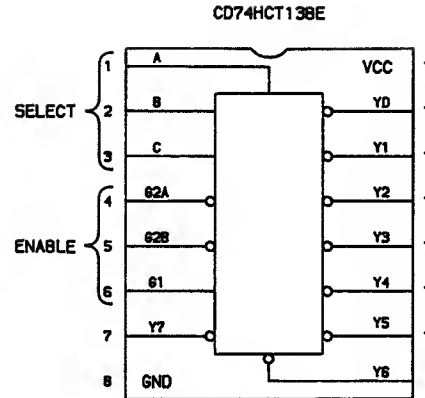 CD74HCT138E
1 A VCC
SELECT 2 B Y0
3 C Y1
4 G2A Y2
ENABLE 5 G2B Y3
6 G1 Y4
7 Y7 Y5
8 GND Y6